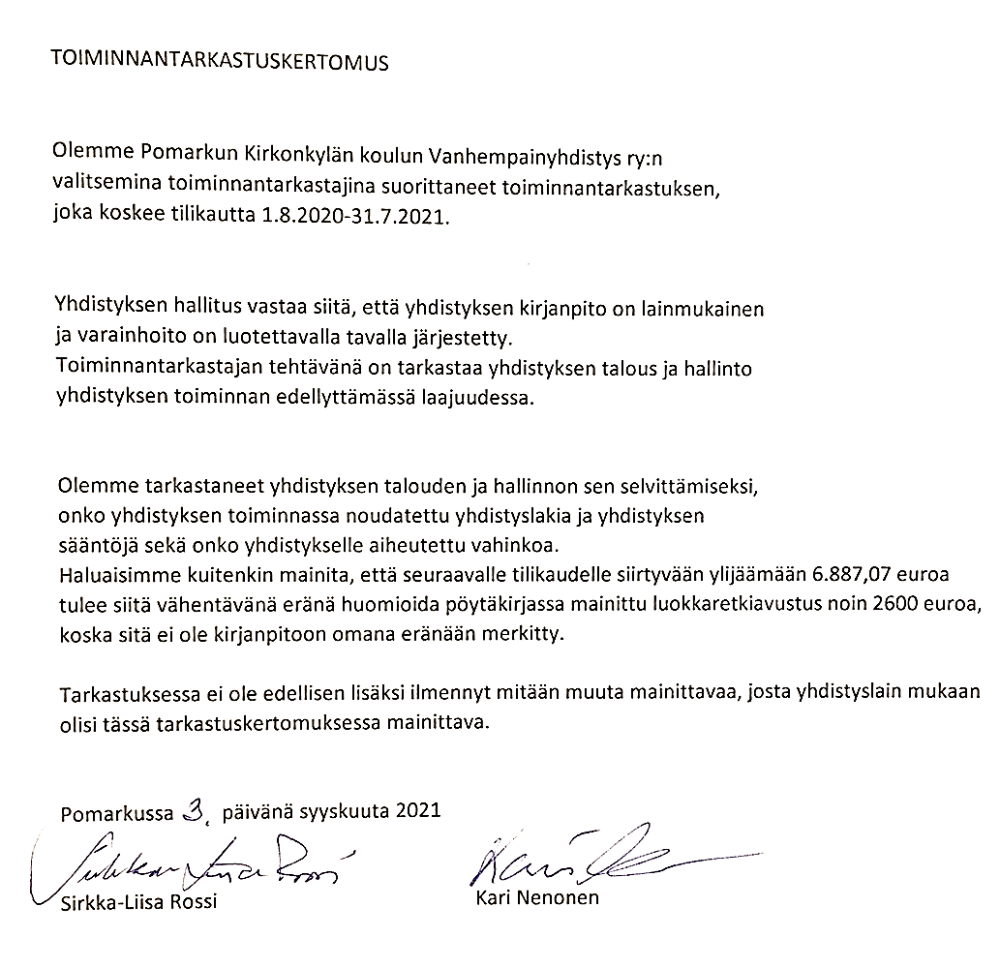 TOIMINNANTARKASTUSKERTOMUS
Olemme Pomarkun Kirkonkylän koulun Vanhempainyhdistys ry:n
valitsemina toiminnantarkastajina suorittaneet toiminnantarkastuksen,
joka koskee tilikautta 1.8.2020-31.7.2021.
Yhdistyksen hallitus vastaa siitä, että yhdistyksen kirjanpito on lainmukainen
ja varainhoito on luotettavalla tavalla järjestetty.
Toiminnantarkastajan tehtävänä on tarkastaa yhdistyksen talous ja hallinto
yhdistyksen toiminnan edellyttämässä laajuudessa.
Olemme tarkastaneet yhdistyksen talouden ja hallinnon sen selvittämiseksi,
onko yhdistyksen toiminnassa noudatettu yhdistyslakia ja yhdistyksen
sääntöjä sekä onko yhdistykselle aiheutettu vahinkoa.
Haluaisimme kuitenkin mainita, että seuraavalle tilikaudelle siirtyvään ylijäämään 6.887,07 euroa
tulee siitä vähentävänä eränä huomioida pöytäkirjassa mainittu luokkaretkiavustus noin 2600 euroa,
koska sitä ei ole kirjanpitoon omana eränään merkitty.
Tarkastuksessa ei ole edellisen lisäksi ilmennyt mitään muuta mainittavaa, josta yhdistyslain mukaan
olisi tässä tarkastuskertomuksessa mainittava.
Pomarkussa 3. päivänä syyskuuta 2021
Sirkka-Liisa Rossi
Kari
Sirkka-Liisa Rossi
Kari Nenonen